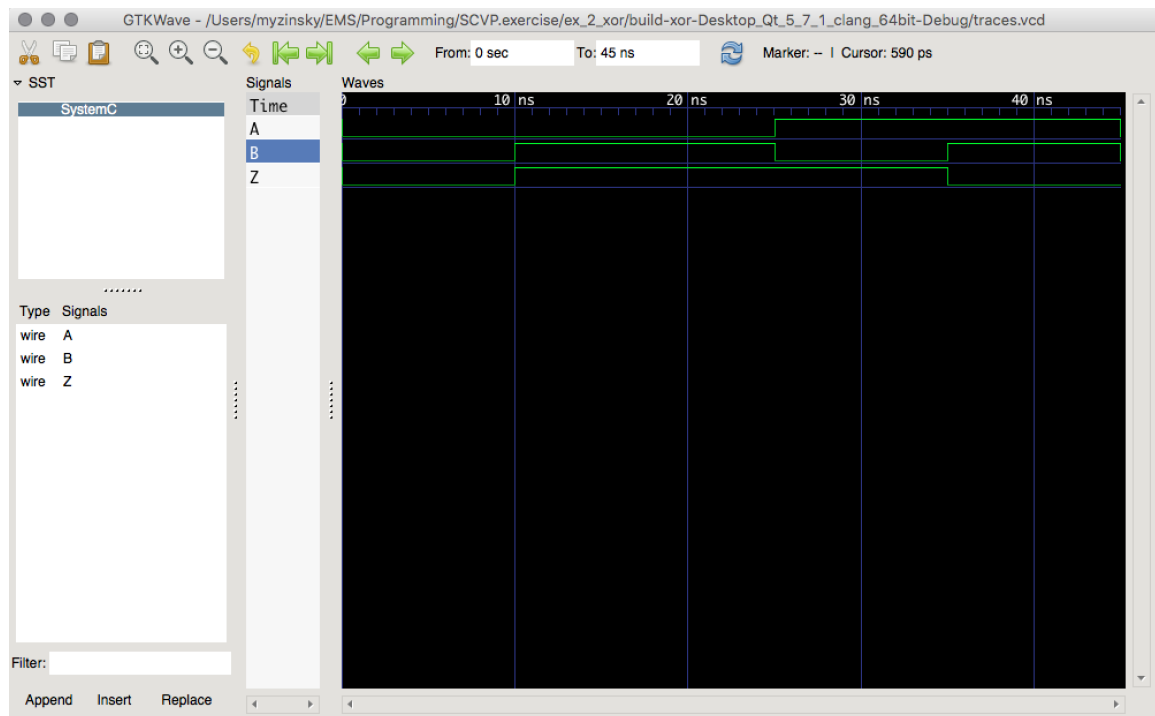 GTKWave - /Users/myzinsky/EMS/Programming/SCVP.exercise/ex_2_xor/build-xor-Desktop_Qt_5_7_1_clang_64bit-Debug/traces.vcd
From: 0 sec To: 45 ns Marker: -- | Cursor: 590 ps
SST
SystemC
Signals
Time
A
B
Z
Waves
0 10 ns 20 ns 30 ns 40 ns
Type Signals
wire A
wire B
wire Z
Filter:
Append Insert Replace